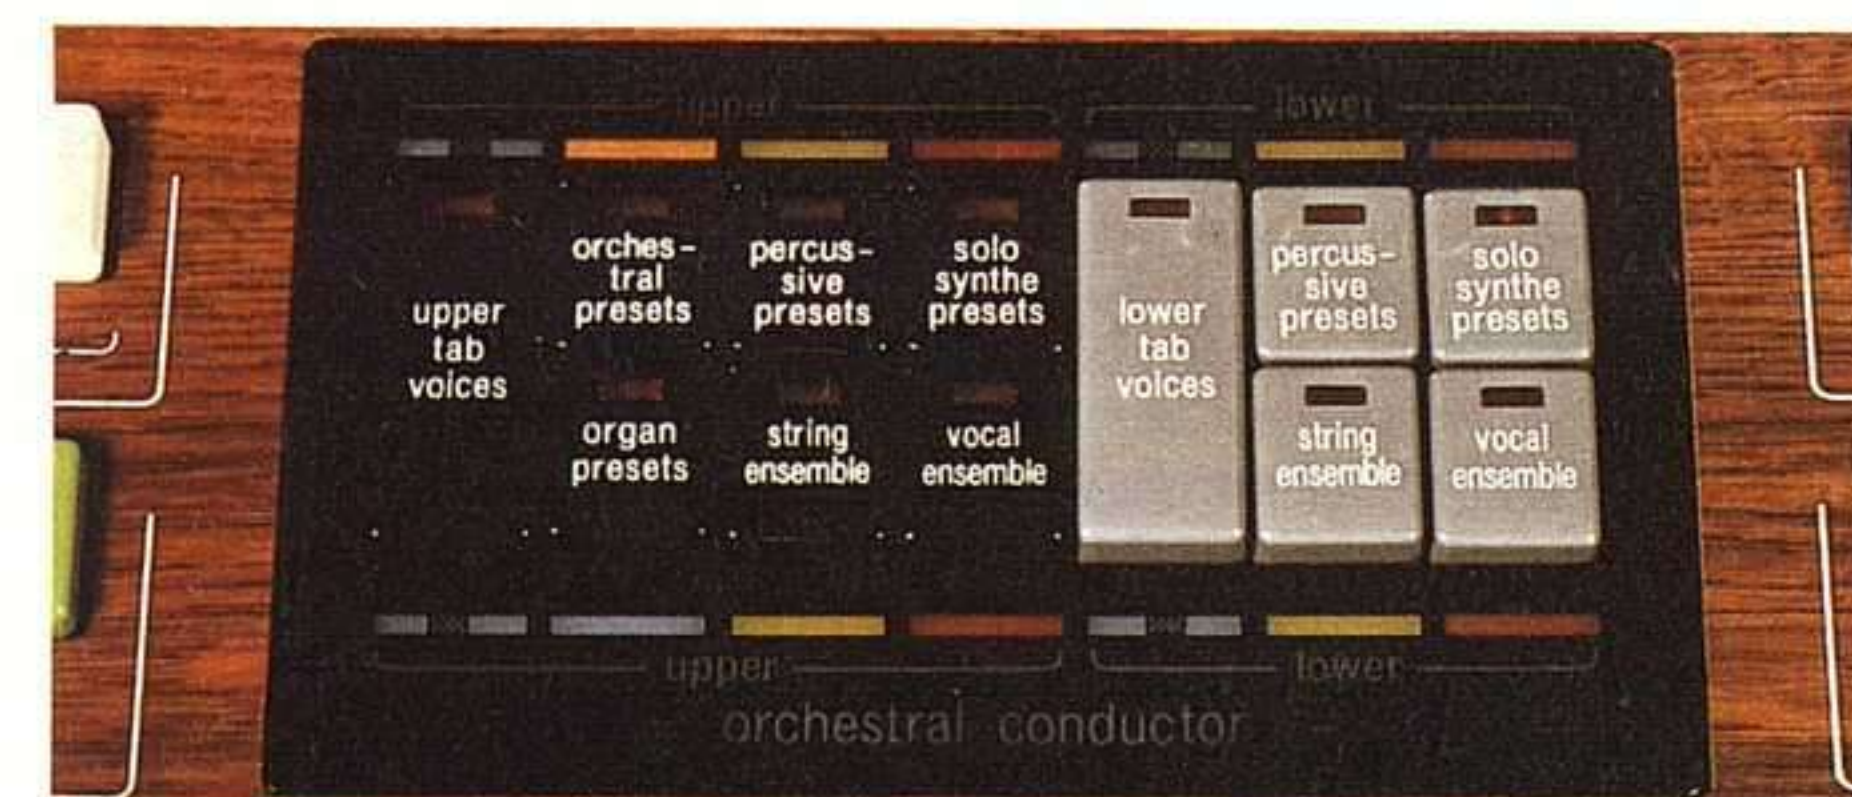 upper
lower
upper
tab
voices
orches-
tral
presets
percus-
sive
presets
solo
synthe
presets
lower
tab
voices
percus-
sive
presets
solo
synthe
presets
organ
presets
string
ensemble
vocal
ensemble
string
ensemble
vocal
ensemble
upper
lower
orchestral conductor